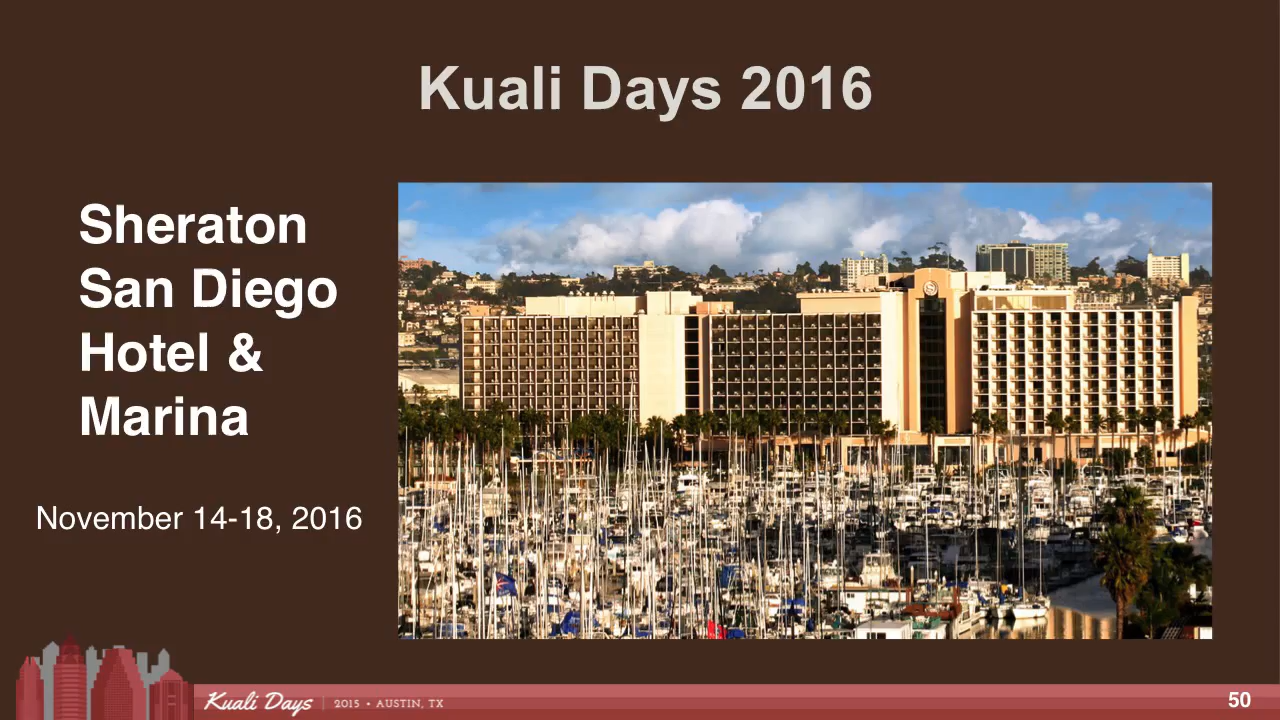 Kuali Days 2016
Sheraton
San Diego
Hotel &
Marina
November 14-18, 2016
Kuali Days | 2015 • AUSTIN, TX
50